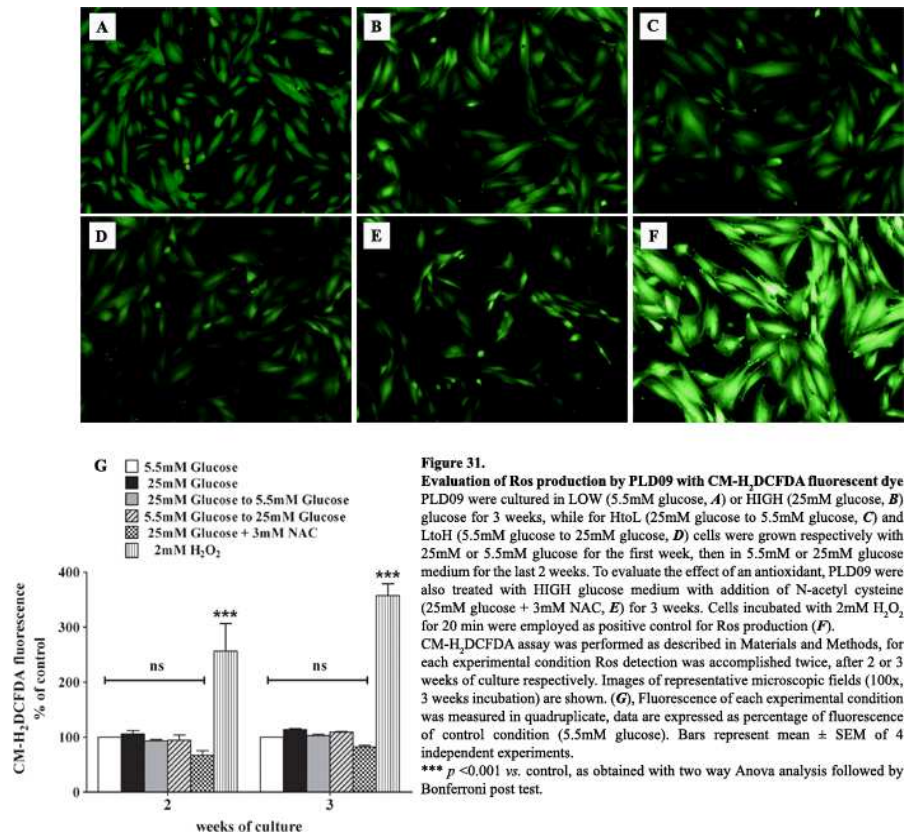 A
B
C
D
E
F
G
5.5mM Glucose
25mM Glucose
25mM Glucose to 5.5mM Glucose
5.5mM Glucose to 25mM Glucose
25mM Glucose + 3mM NAC
2mM H₂O₂
CM-H₂DCFDA fluorescence
% of control
400
300
200
100
0
ns
***
ns
***
2
3
weeks of culture
Figure 31.
Evaluation of Ros production by PLD09 with CM-H₂DCFDA fluorescent dye
PLD09 were cultured in LOW (5.5mM glucose, A) or HIGH (25mM glucose, B)
glucose for 3 weeks, while for HtoL (25mM glucose to 5.5mM glucose, C) and
LtoH (5.5mM glucose to 25mM glucose, D) cells were grown respectively with
25mM or 5.5mM glucose for the first week, then in 5.5mM or 25mM glucose
medium for the last 2 weeks. To evaluate the effect of an antioxidant, PLD09 were
also treated with HIGH glucose medium with addition of N-acetyl cysteine
(25mM glucose + 3mM NAC, E) for 3 weeks. Cells incubated with 2mM H₂O₂
for 20 min were employed as positive control for Ros production (F).
CM-H₂DCFDA assay was performed as described in Materials and Methods, for
each experimental condition Ros detection was accomplished twice, after 2 or 3
weeks of culture respectively. Images of representative microscopic fields (100x,
3 weeks incubation) are shown. (G), Fluorescence of each experimental condition
was measured in quadruplicate, data are expressed as percentage of fluorescence
of control condition (5.5mM glucose). Bars represent mean ± SEM of 4
independent experiments.
*** p <0.001 vs. control, as obtained with two way Anova analysis followed by
Bonferroni post test.